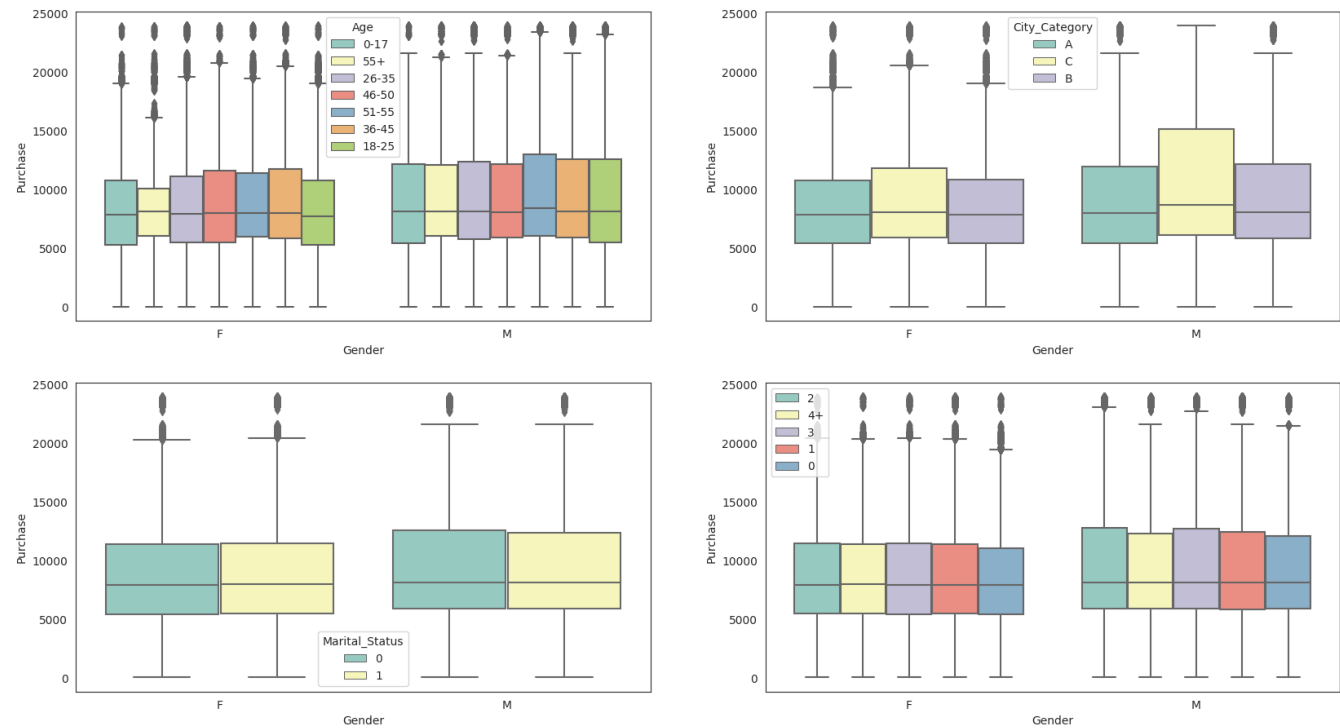 25000
20000
15000
10000
5000
0
Purchase
Age
0-17
55+
26-35
46-50
51-55
36-45
18-25
F
M
Gender
25000
20000
15000
10000
5000
0
Purchase
City_Category
A
C
B
F
M
Gender
25000
20000
15000
10000
5000
0
Purchase
Marital_Status
0
1
F
M
Gender
25000
20000
15000
10000
5000
0
Purchase
2
4+
3
1
0
F
M
Gender